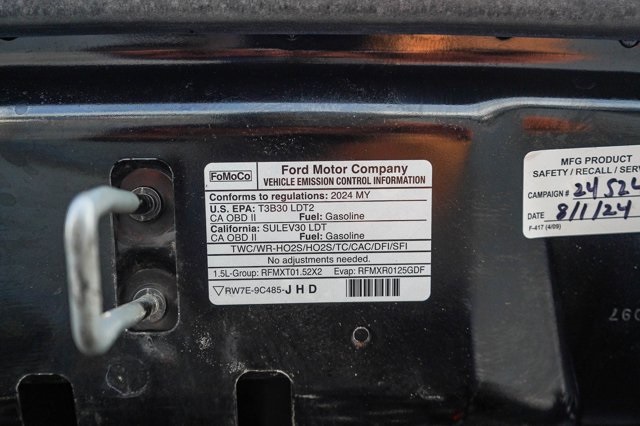 FoMoCo
Ford Motor Company
VEHICLE EMISSION CONTROL INFORMATION
Conforms to regulations: 2024 MY
U.S. EPA: T3B30 LDT2
CA OBD II Fuel: Gasoline
California: SULEV30 LDT
CA OBD II Fuel: Gasoline
TWC/WR-HO2S/HO2S/TC/CAC/DFI/SFI
No adjustments needed.
1.5L-Group: RFMXT01.52X2 Evap: RFMXR0125GDF
RW7E-9C485-JHD
MFG PRODUCT
SAFETY / RECALL / SERV
CAMPAIGN # 24S24
DATE 8/1/24
F-417 (4/09)
097